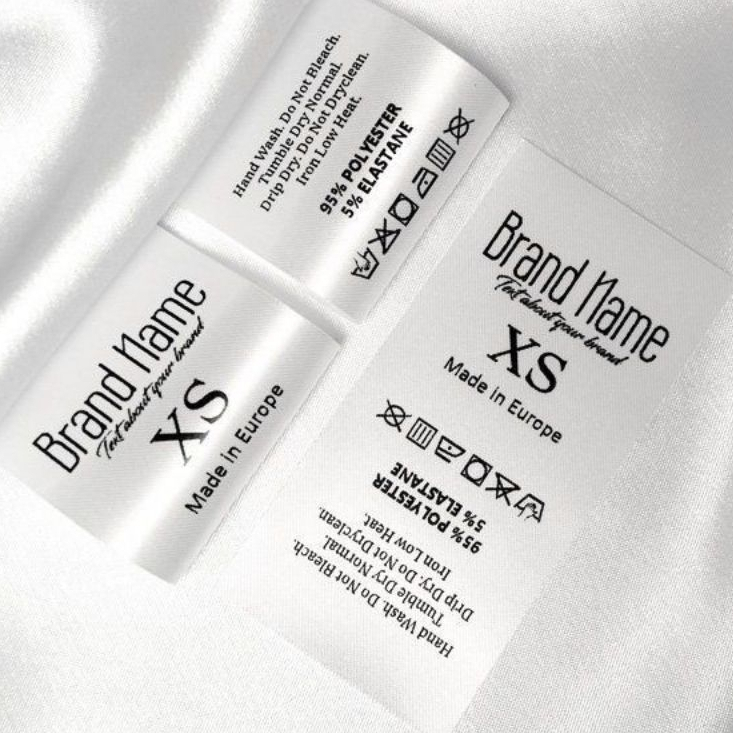 Hand Wash. Do Not Bleach.
Tumble Dry Normal.
Drip Dry. Do Not Dryclean.
Iron Low Heat.
95% POLYESTER
5% ELASTANE
Brand Name
Text about your brand
XS
Made in Europe
Brand Name
Text about your brand
XS
Made in Europe
Hand Wash. Do Not Bleach.
Tumble Dry Normal.
Drip Dry. Do Not Dryclean.
Iron Low Heat.
95% POLYESTER
5% ELASTANE